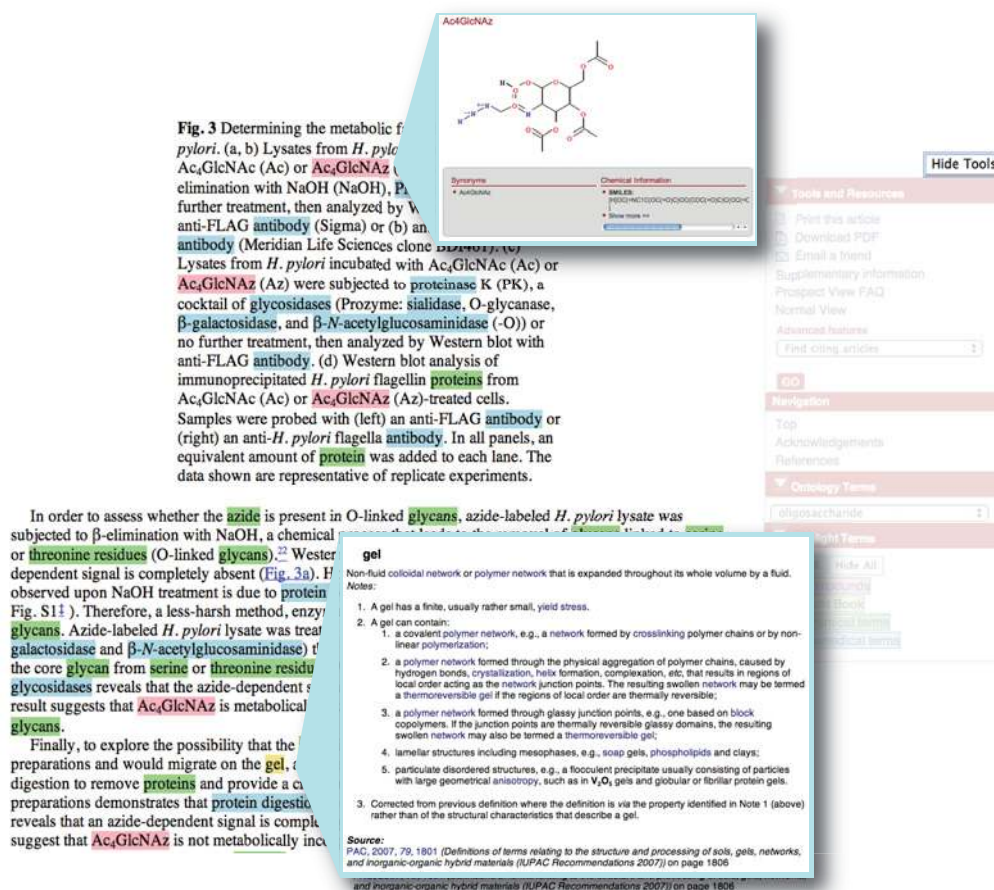 Ac4GlcNAz
Synonyms
Chemical Information
• Ac4GlcNAz
• SMILES:
• Show more >>
Fig. 3 Determining the metabolic
pylori. (a, b) Lysates from H. pylo
Ac₄GlcNAc (Ac) or Ac₄GlcNAz
elimination with NaOH (NaOH),
further treatment, then analyzed by W
anti-FLAG antibody (Sigma) or (b) an
antibody (Meridian Life Sciences clone
Lysates from H. pylori incubated with Ac₄GlcNAc (Ac) or
Ac₄GlcNAz (Az) were subjected to proteinase K (PK), a
cocktail of glycosidases (Prozyme: sialidase, O-glycanase,
β-galactosidase, and β-N-acetylglucosaminidase (-O)) or
no further treatment, then analyzed by Western blot with
anti-FLAG antibody. (d) Western blot analysis of
immunoprecipitated H. pylori flagellin proteins from
Ac₄GlcNAc (Ac) or Ac₄GlcNAz (Az)-treated cells.
Samples were probed with (left) an anti-FLAG antibody or
(right) an anti-H. pylori flagella antibody. In all panels, an
equivalent amount of protein was added to each lane. The
data shown are representative of replicate experiments.
Hide Tools
Tools and Resources
Print this article
Download PDF
Email a friend
Supplementary information
Prospect View FAQ
Normal View
Advanced features
Find citing articles
GO
Navigation
Top
Acknowledgements
References
Ontology Terms
oligosaccharide
ght Terms
Hide All
In order to assess whether the azide is present in O-linked glycans, azide-labeled H. pylori lysate was
subjected to β-elimination with NaOH, a chemical
or threonine residues (O-linked glycans).²² Wester
dependent signal is completely absent (Fig. 3a). H
observed upon NaOH treatment is due to protein
Fig. S1‡ ). Therefore, a less-harsh method, enzy
glycans. Azide-labeled H. pylori lysate was treat
galactosidase and β-N-acetylglucosaminidase) t
the core glycan from serine or threonine residu
glycosidases reveals that the azide-dependent s
result suggests that Ac₄GlcNAz is metabolical
glycans.
Finally, to explore the possibility that the
preparations and would migrate on the gel, a
digestion to remove proteins and provide a c
preparations demonstrates that protein digestio
reveals that an azide-dependent signal is comple
suggest that Ac₄GlcNAz is not metabolically inco
gel
Non-fluid colloidal network or polymer network that is expanded throughout its whole volume by a fluid.
Notes:
1. A gel has a finite, usually rather small, yield stress.
2. A gel can contain:
1. a covalent polymer network, e.g., a network formed by crosslinking polymer chains or by non-
linear polymerization;
2. a polymer network formed through the physical aggregation of polymer chains, caused by
hydrogen bonds, crystallization, helix formation, complexation, etc, that results in regions of
local order acting as the network junction points. The resulting swollen network may be termed
a thermoreversible gel if the regions of local order are thermally reversible;
3. a polymer network formed through glassy junction points, e.g., one based on block
copolymers. If the junction points are thermally reversible glassy domains, the resulting
swollen network may also be termed a thermoreversible gel;
4. lamellar structures including mesophases, e.g., soap gels, phospholipids and clays;
5. particulate disordered structures, e.g., a flocculent precipitate usually consisting of particles
with large geometrical anisotropy, such as in V₂O₅ gels and globular or fibrillar protein gels.
3. Corrected from previous definition where the definition is via the property identified in Note 1 (above)
rather than of the structural characteristics that describe a gel.
Source:
PAC, 2007, 79, 1801 (Definitions of terms relating to the structure and processing of sols, gels, networks,
and inorganic-organic hybrid materials (IUPAC Recommendations 2007)) on page 1806
and inorganic-organic hybrid materials (IUPAC Recommendations 2007)) on page 1806